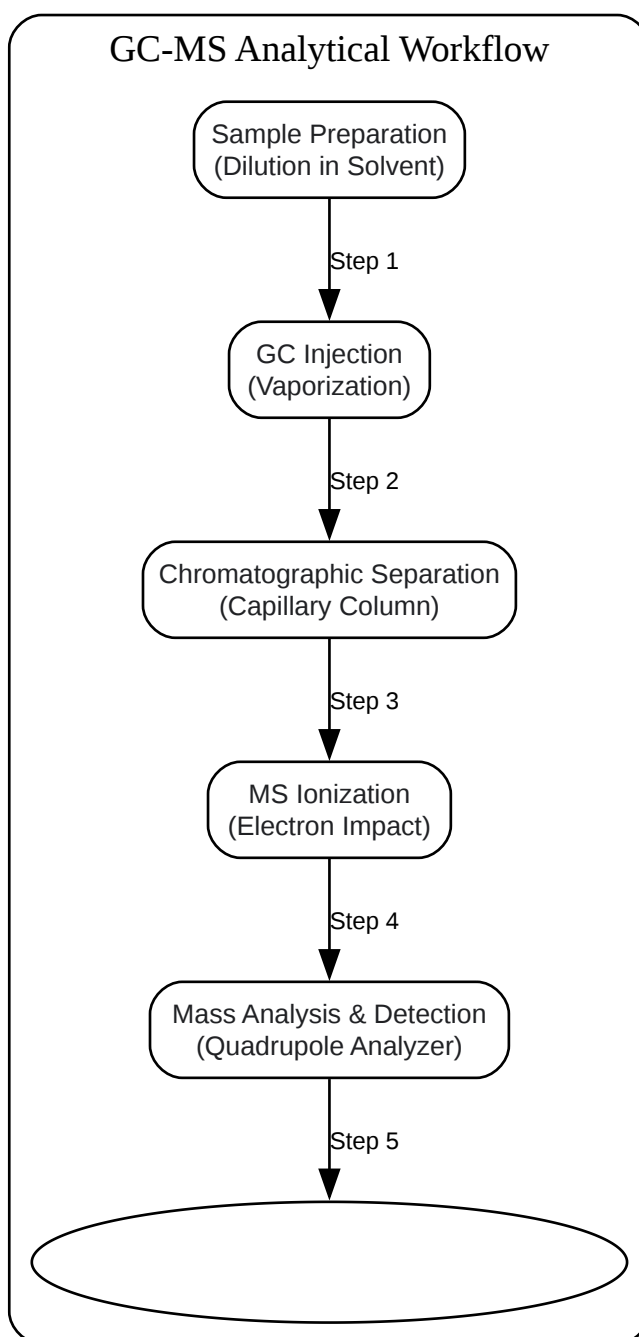 GC-MS Analytical Workflow
Sample Preparation
(Dilution in Solvent)
Step 1
GC Injection
(Vaporization)
Step 2
Chromatographic Separation
(Capillary Column)
Step 3
MS Ionization
(Electron Impact)
Step 4
Mass Analysis & Detection
(Quadrupole Analyzer)
Step 5